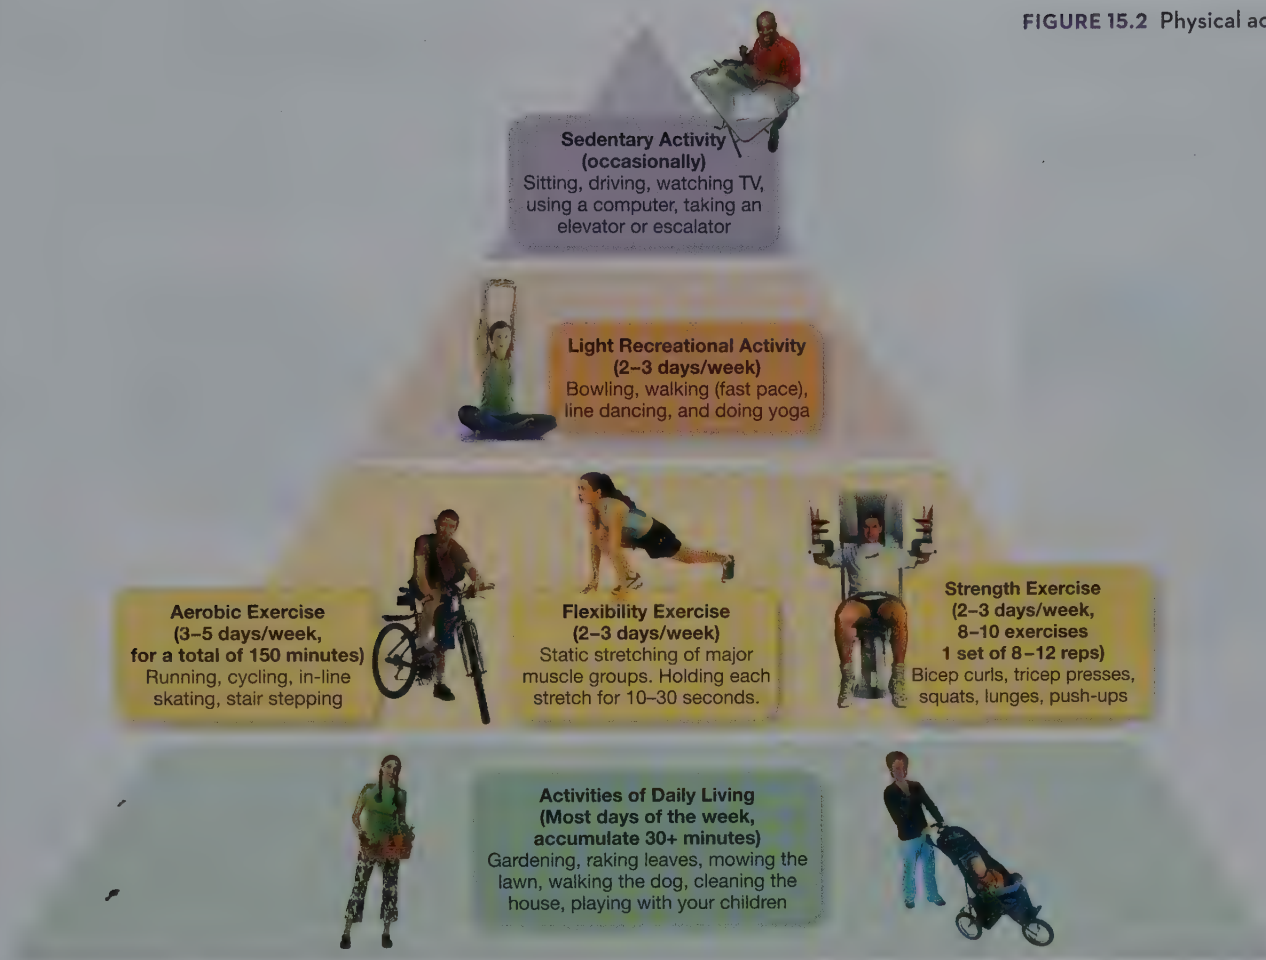 FIGURE 15.2 Physical
Sedentary Activity
(occasionally)
Sitting, driving, watching TV,
using a computer, taking an
elevator or escalator
Light Recreational Activity
(2–3 days/week)
Bowling, walking (fast pace),
line dancing, and doing yoga
Aerobic Exercise
(3–5 days/week,
for a total of 150 minutes)
Running, cycling, in-line
skating, stair stepping
Flexibility Exercise
(2–3 days/week)
Static stretching of major
muscle groups. Holding each
stretch for 10–30 seconds.
Strength Exercise
(2–3 days/week,
8–10 exercises
1 set of 8–12 reps)
Bicep curls, tricep presses,
squats, lunges, push-ups
Activities of Daily Living
(Most days of the week,
accumulate 30+ minutes)
Gardening, raking leaves, mowing the
lawn, walking the dog, cleaning the
house, playing with your children